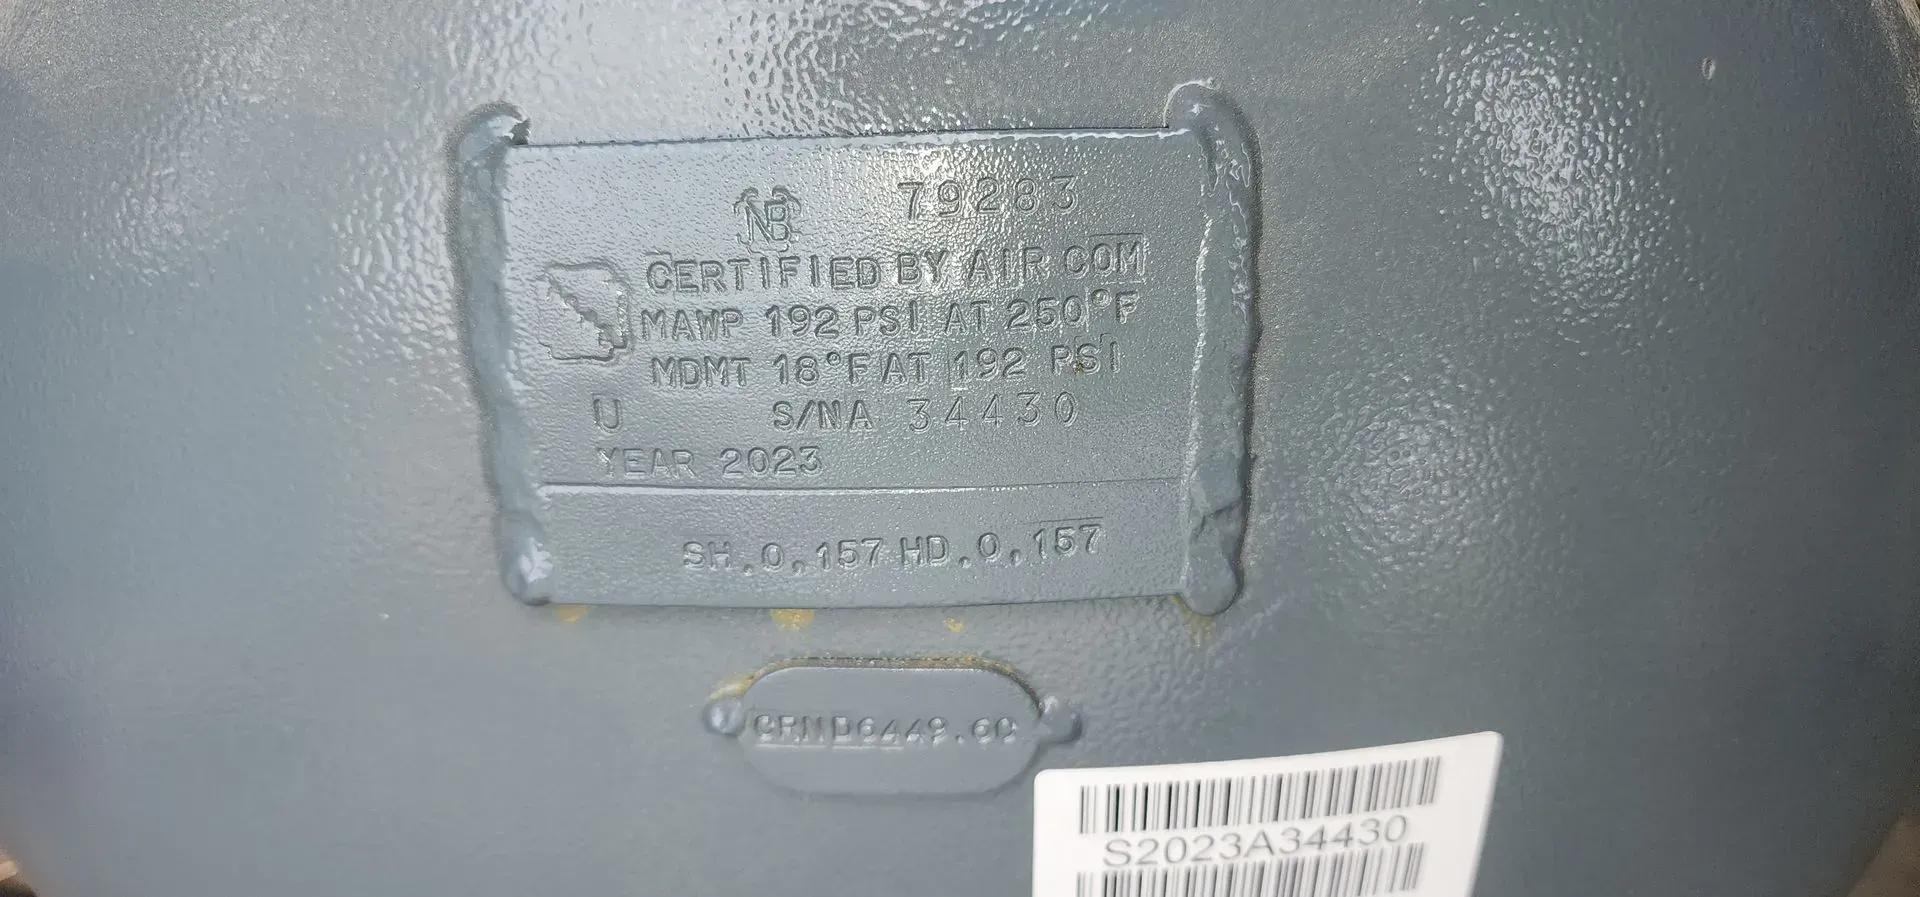 NB 79283
CERTIFIED BY AIR COM
MAWP 192 PSI AT 250°F
MDMT 18°F AT 192 PSI
U S/NA 34430
YEAR 2023
SH.0,157 HD.0,157
CRN D6449.6C
S2023A34430